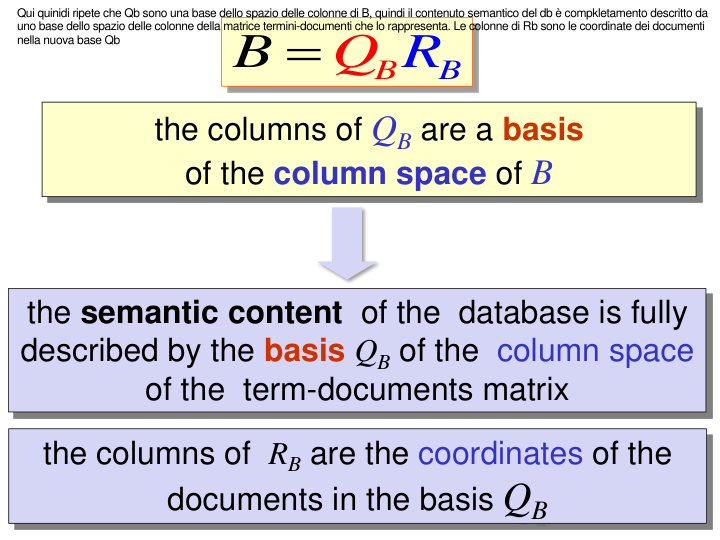 Qui quinidi ripete che Qb sono una base dello spazio delle colonne di B, quindi il contenuto semantico del db è compkletamento descritto da
uno base dello spazio delle colonne della matrice termini-documenti che lo rappresenta. Le colonne di Rb sono le coordinate dei documenti
nella nuova base Qb
B = Q_B R_B
the columns of Q_B are a basis
of the column space of B
the semantic content of the database is fully
described by the basis Q_B of the column space
of the term-documents matrix
the columns of R_B are the coordinates of the
documents in the basis Q_B